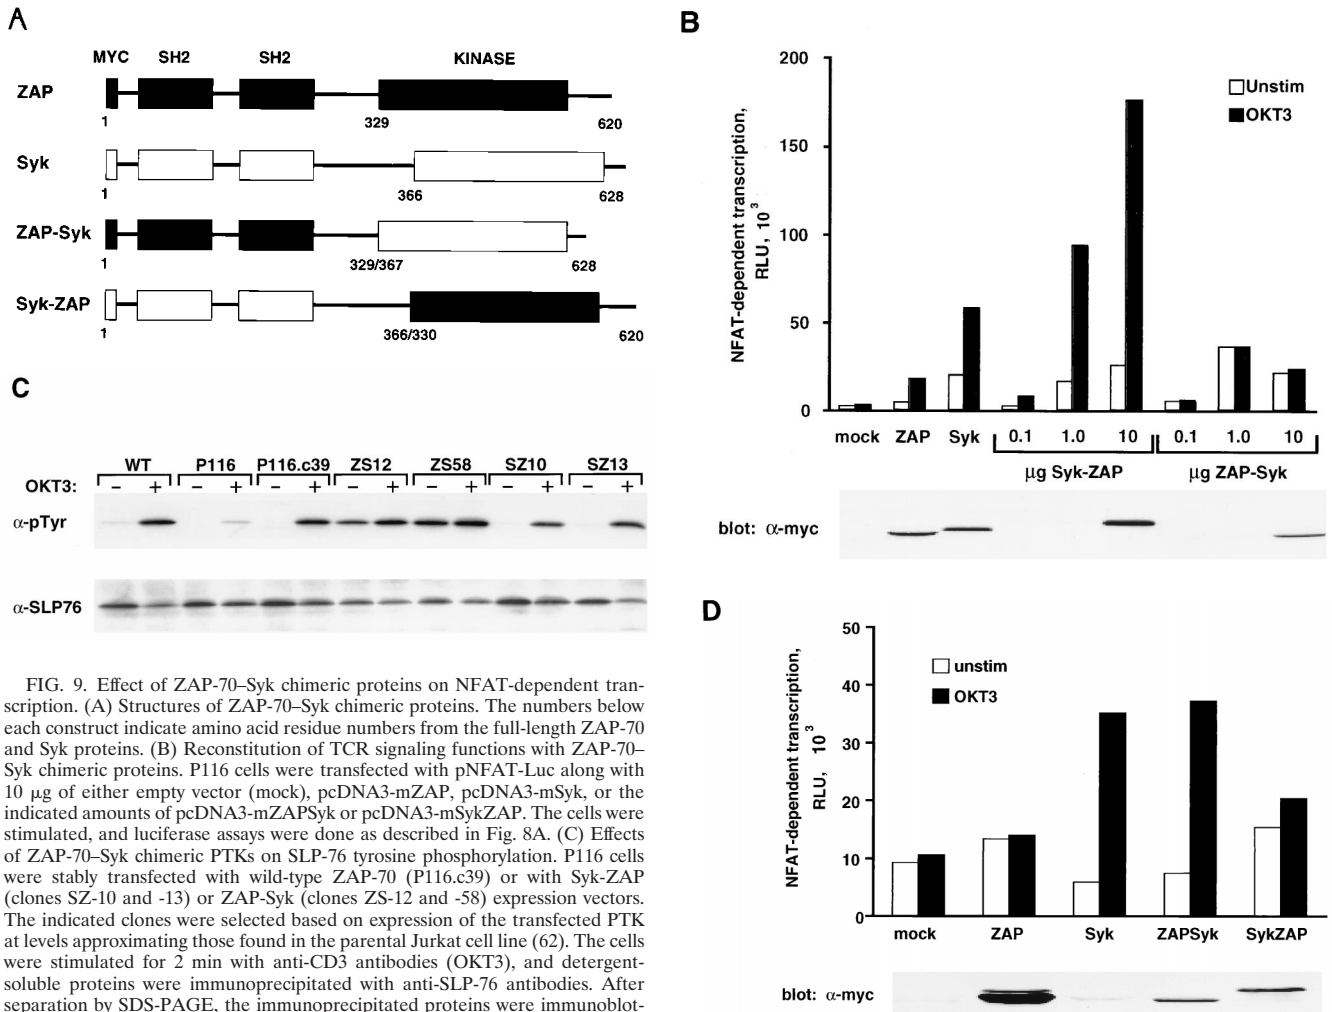 A
MYC SH2 SH2 KINASE
ZAP
1 329 620
Syk
1 366 628
ZAP-Syk
1 329/367 628
Syk-ZAP
1 366/330 620
B
200
150
100
50
0
NFAT-dependent transcription,
RLU, 10³
Unstim
OKT3
mock ZAP Syk 0.1 1.0 10 0.1 1.0 10
µg Syk-ZAP µg ZAP-Syk
blot: α-myc
C
WT P116 P116.c39 ZS12 ZS58 SZ10 SZ13
OKT3: − + − + − + − + − + − + − +
α-pTyr
α-SLP76
D
50
40
30
20
10
0
NFAT-dependent transcription,
RLU, 10³
unstim
OKT3
mock ZAP Syk ZAPSyk SykZAP
blot: α-myc
FIG. 9. Effect of ZAP-70–Syk chimeric proteins on NFAT-dependent tran-
scription. (A) Structures of ZAP-70–Syk chimeric proteins. The numbers below
each construct indicate amino acid residue numbers from the full-length ZAP-70
and Syk proteins. (B) Reconstitution of TCR signaling functions with ZAP-70–
Syk chimeric proteins. P116 cells were transfected with pNFAT-Luc along with
10 µg of either empty vector (mock), pcDNA3-mZAP, pcDNA3-mSyk, or the
indicated amounts of pcDNA3-mZAPSyk or pcDNA3-mSykZAP. The cells were
stimulated, and luciferase assays were done as described in Fig. 8A. (C) Effects
of ZAP-70–Syk chimeric PTKs on SLP-76 tyrosine phosphorylation. P116 cells
were stably transfected with wild-type ZAP-70 (P116.c39) or with Syk-ZAP
(clones SZ-10 and -13) or ZAP-Syk (clones ZS-12 and -58) expression vectors.
The indicated clones were selected based on expression of the transfected PTK
at levels approximating those found in the parental Jurkat cell line (62). The cells
were stimulated for 2 min with anti-CD3 antibodies (OKT3), and detergent-
soluble proteins were immunoprecipitated with anti-SLP-76 antibodies. After
separation by SDS-PAGE, the immunoprecipitated proteins were immunoblot-